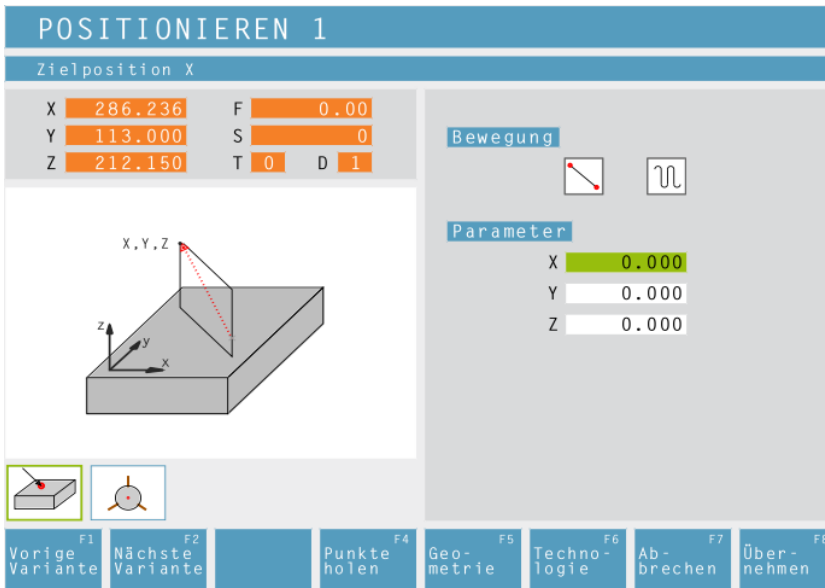 POSITIONIEREN 1
Zielposition X
X 286.236 F 0.00
Y 113.000 S 0
Z 212.150 T 0 D 1
Bewegung
Parameter
X 0.000
Y 0.000
Z 0.000
X,Y,Z
z
y
x
F1 F2 F4 F5 F6 F7 F8
Vorige Nächste Punkte Geo- Techno- Ab- Über-
Variante Variante holen metrie logie brechen nehmen